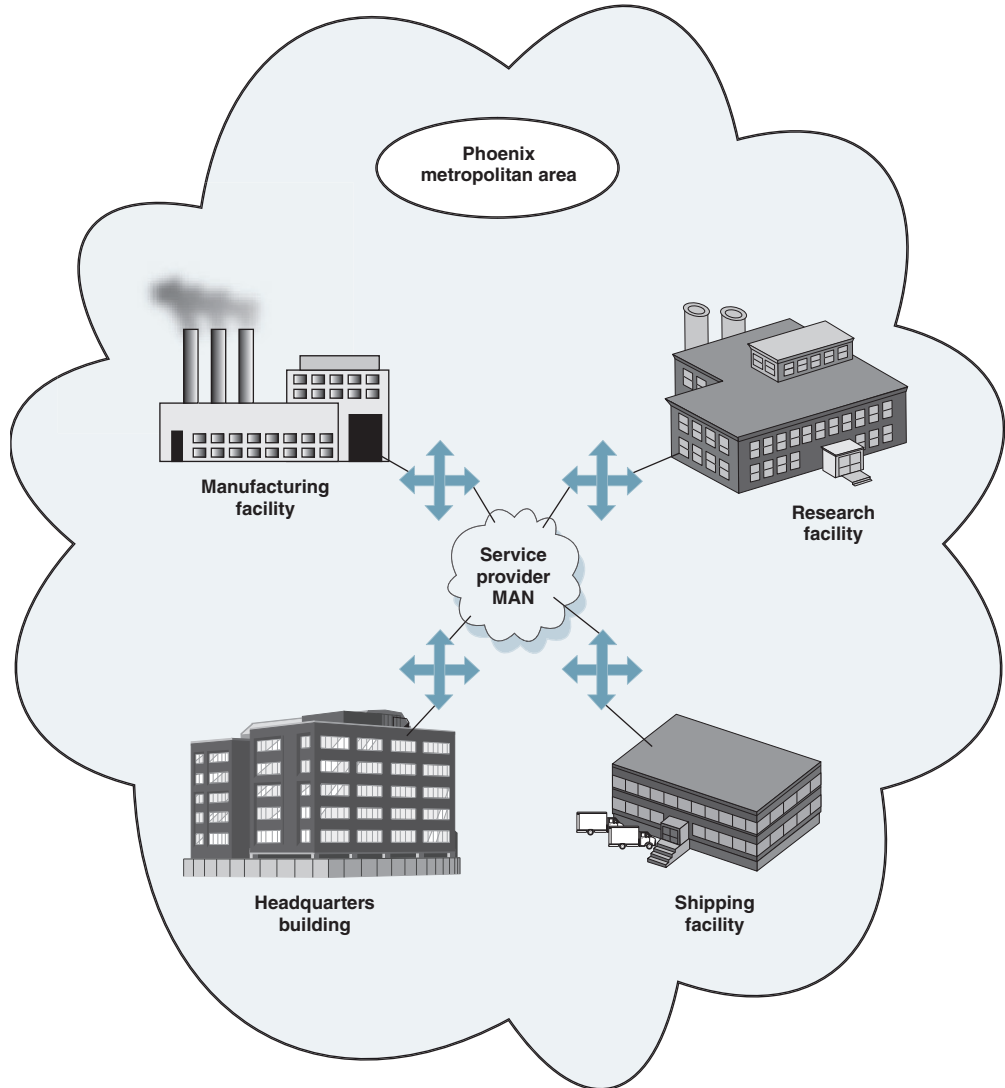 Phoenix
metropolitan area
Manufacturing
facility
Research
facility
Service
provider
MAN
Headquarters
building
Shipping
facility